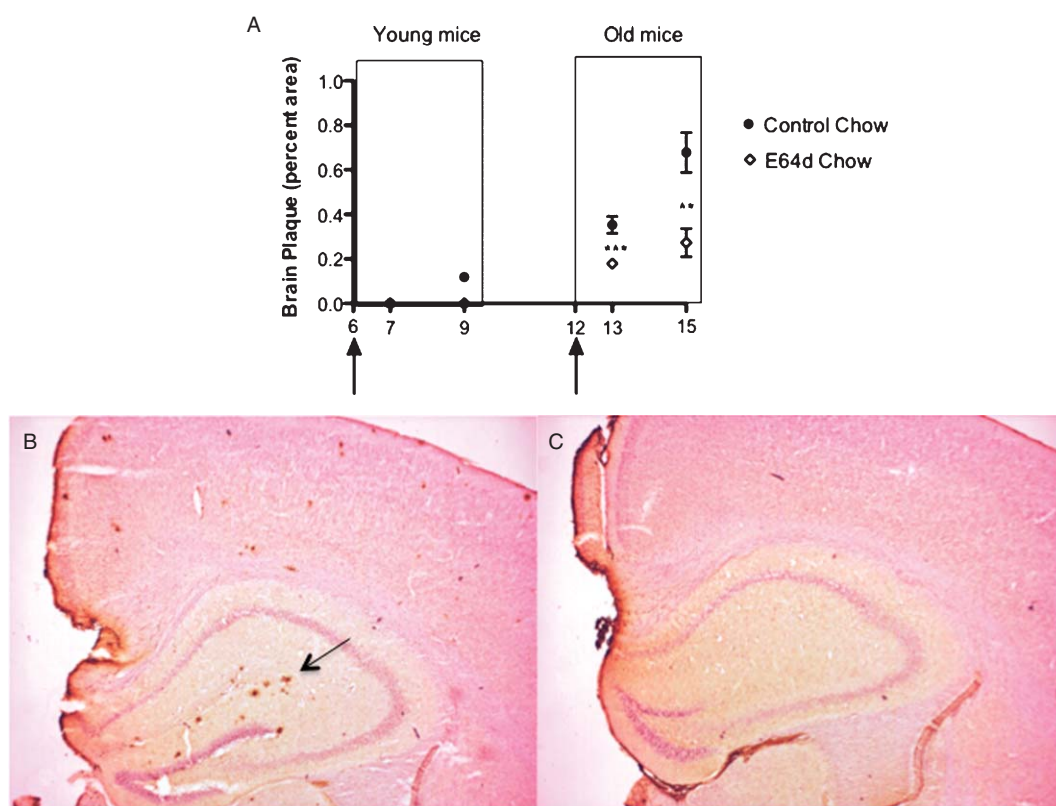 A
Young mice
Old mice
Brain Plaque (percent area)
1.0
0.8
0.6
0.4
0.2
0.0
6
7
9
12
13
15
***
**
Control Chow
E64d Chow
B
C